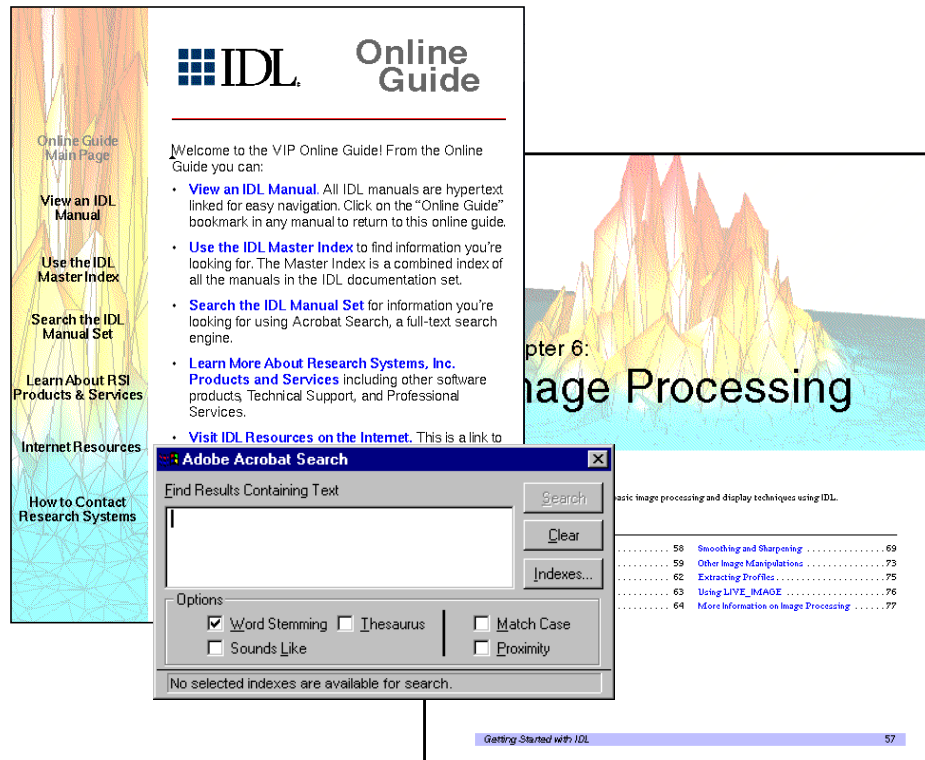 IDL
Online
Guide
Online Guide
Main Page
View an IDL
Manual
Use the IDL
Master Index
Search the IDL
Manual Set
Learn About RSI
Products & Services
Internet Resources
How to Contact
Research Systems
Welcome to the VIP Online Guide! From the Online
Guide you can:
• View an IDL Manual. All IDL manuals are hypertext
linked for easy navigation. Click on the “Online Guide”
bookmark in any manual to return to this online guide.
• Use the IDL Master Index to find information you’re
looking for. The Master Index is a combined index of
all the manuals in the IDL documentation set.
• Search the IDL Manual Set for information you’re
looking for using Acrobat Search, a full-text search
engine.
• Learn More About Research Systems, Inc.
Products and Services including other software
products, Technical Support, and Professional
Services.
• Visit IDL Resources on the Internet. This is a link to
Adobe Acrobat Search
Find Results Containing Text
Search
Clear
Indexes...
Options
Word Stemming Thesaurus Match Case
Sounds Like Proximity
No selected indexes are available for search.
pter 6:
mage Processing
basic image processing and display techniques using IDL.
. . . . . . . . . . 58 Smoothing and Sharpening . . . . . . . . . . . . . . . 69
. . . . . . . . . . 59 Other Image Manipulations . . . . . . . . . . . . . . . 73
. . . . . . . . . . 62 Extracting Profiles . . . . . . . . . . . . . . . . . . . . 75
. . . . . . . . . . 63 Using LIVE_IMAGE . . . . . . . . . . . . . . . . . . . 76
. . . . . . . . . . 64 More Information on Image Processing . . . . . . 77
Getting Started with IDL 57